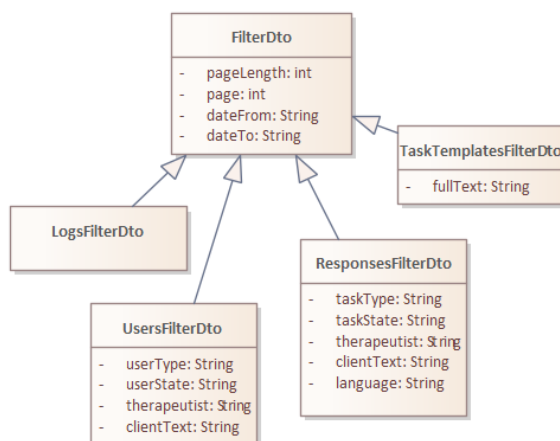 FilterDto
- pageLength: int
- page: int
- dateFrom: String
- dateTo: String
TaskTemplatesFilterDto
- fullText: String
LogsFilterDto
ResponsesFilterDto
- taskType: String
- taskState: String
- therapeutist: String
- clientText: String
- language: String
UsersFilterDto
- userType: String
- userState: String
- therapeutist: String
- clientText: String